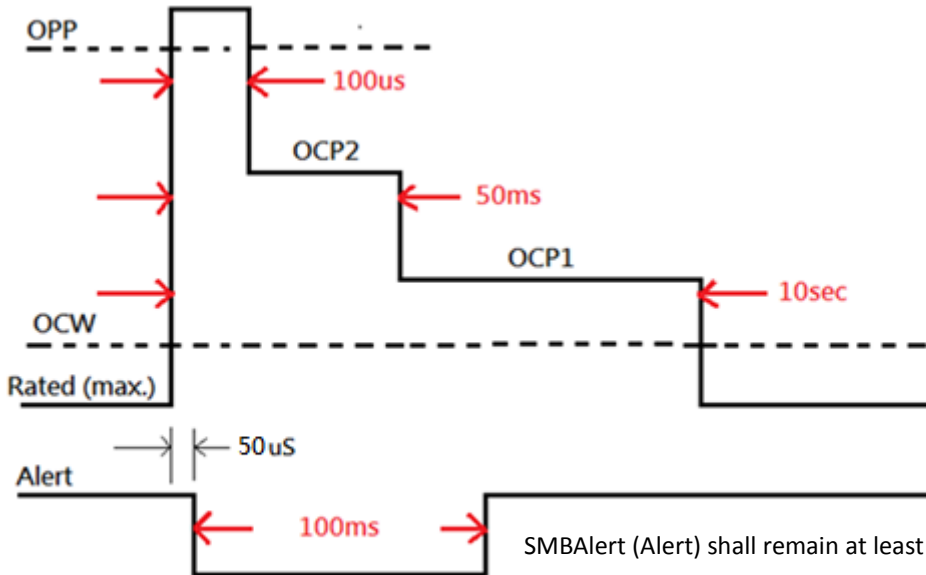 OPP
100us
OCP2
50ms
OCP1
10sec
OCW
Rated (max.)
50uS
Alert
100ms
SMBAlert (Alert) shall remain at least